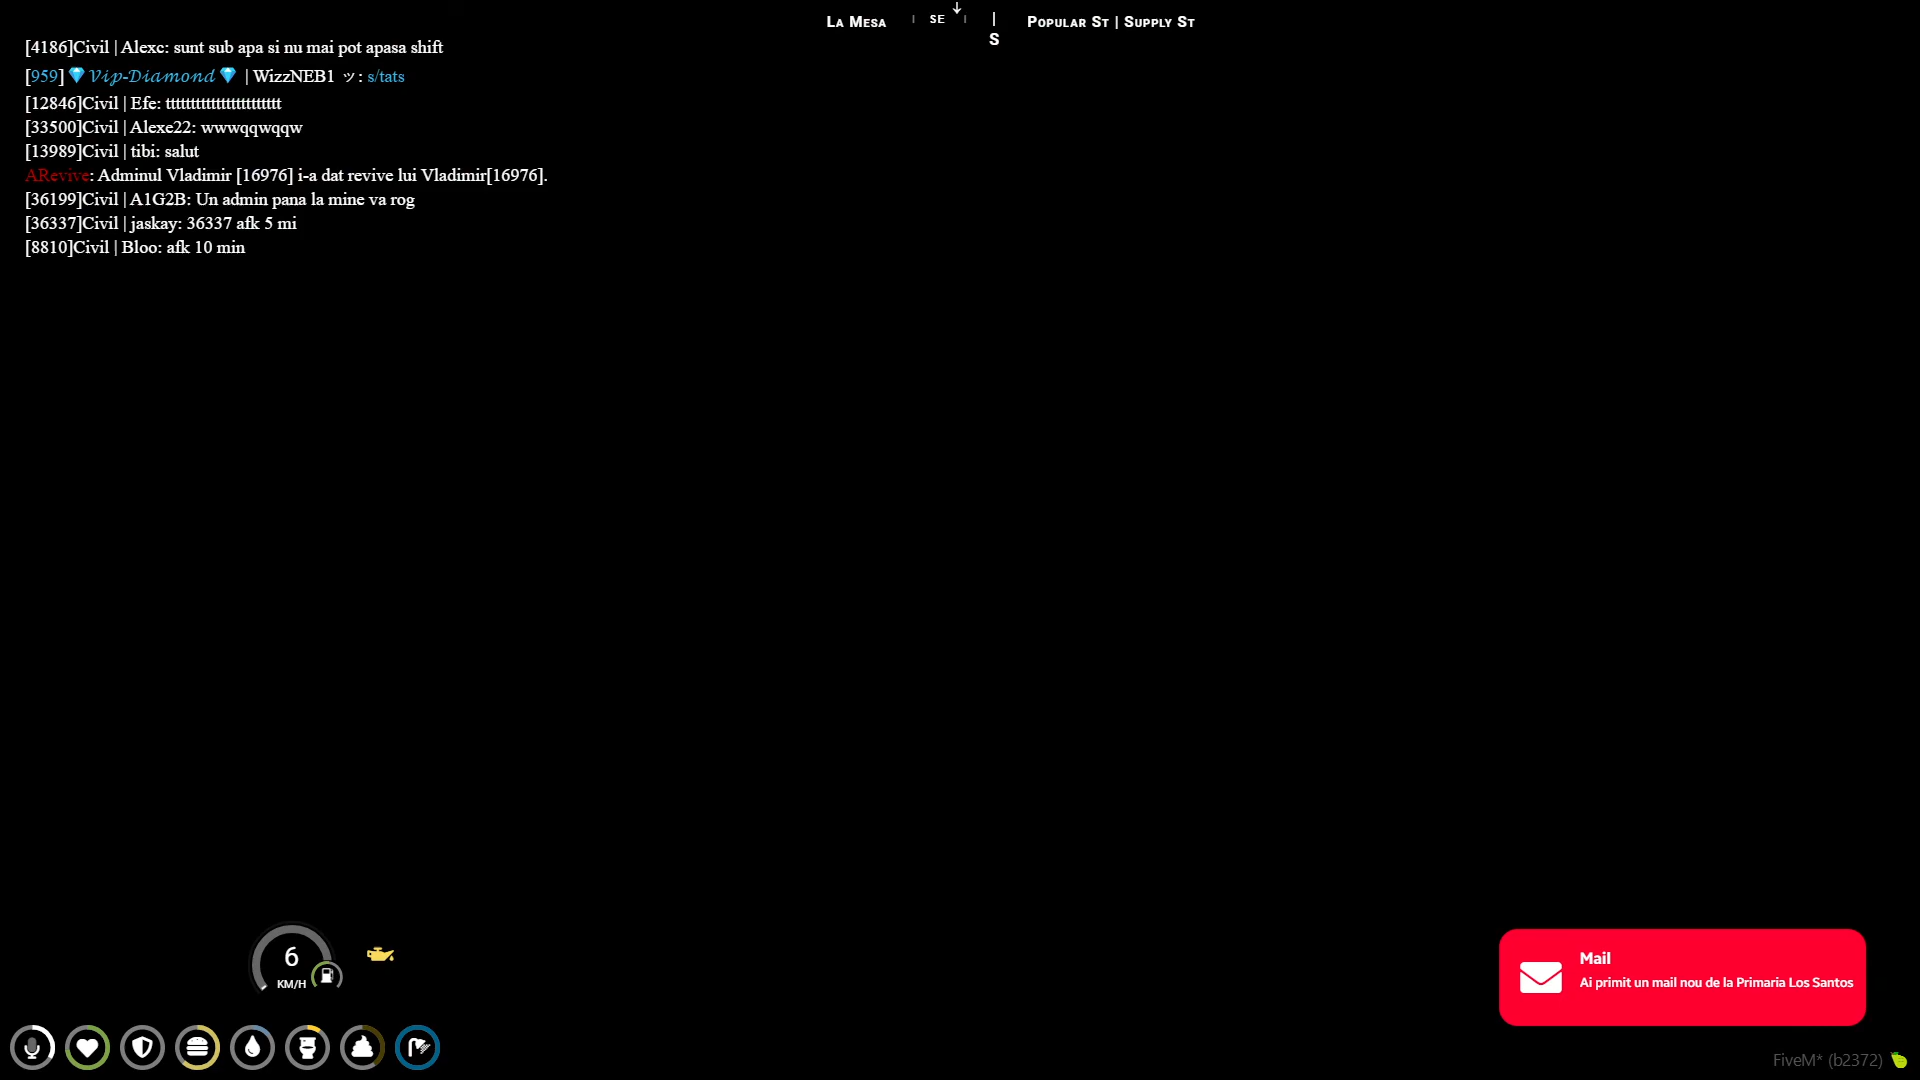 La Mesa SE S Popular St | Supply St
[4186]Civil | Alexc: sunt sub apa si nu mai pot apasa shift
[959]💎𝓥𝓲𝓹-𝓓𝓲𝓪𝓶𝓸𝓷𝓭💎 | WizzNEB1 ッ: s/tats
[12846]Civil | Efe: ttttttttttttttttttttttt
[33500]Civil | Alexe22: wwwqqwqqw
[13989]Civil | tibi: salut
ARevive: Adminul Vladimir [16976] i-a dat revive lui Vladimir[16976].
[36199]Civil | A1G2B: Un admin pana la mine va rog
[36337]Civil | jaskay: 36337 afk 5 mi
[8810]Civil | Bloo: afk 10 min
6
KM/H
Mail
Ai primit un mail nou de la Primaria Los Santos
FiveM* (b2372)